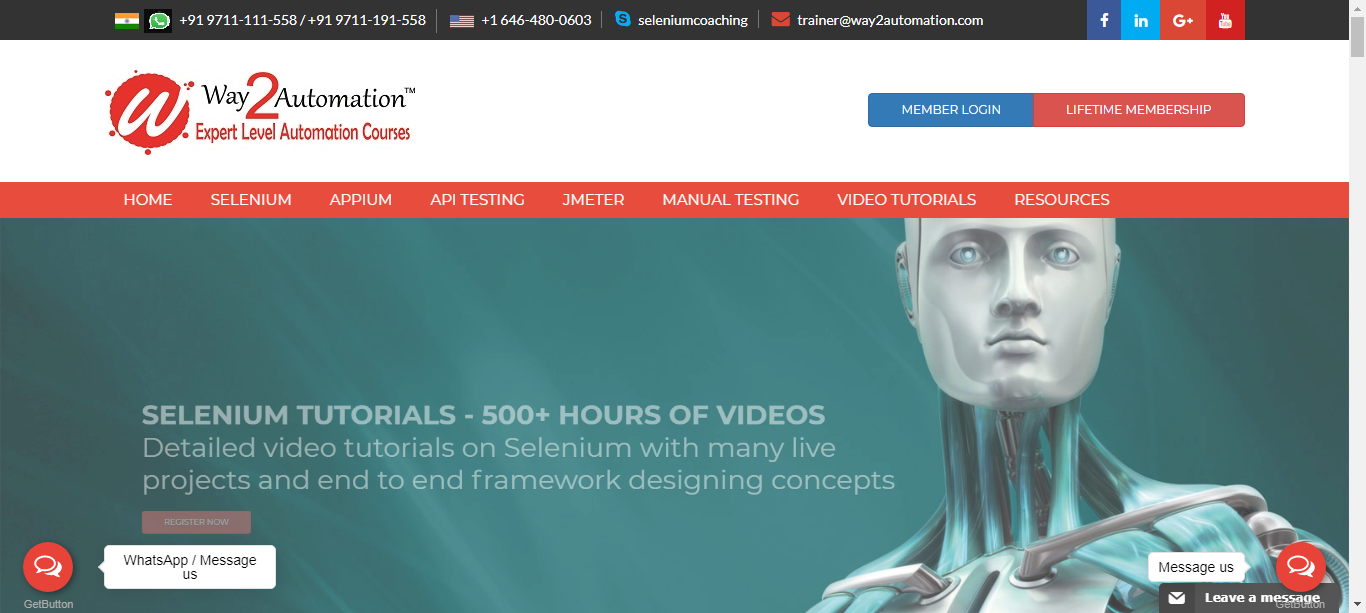 +91 9711-111-558 / +91 9711-191-558
+1 646-480-0603
seleniumcoaching
trainer@way2automation.com
f
in
G+
You Tube
w
Way2Automation™
Expert Level Automation Courses
MEMBER LOGIN
LIFETIME MEMBERSHIP
HOME
SELENIUM
APPIUM
API TESTING
JMETER
MANUAL TESTING
VIDEO TUTORIALS
RESOURCES
SELENIUM TUTORIALS - 500+ HOURS OF VIDEOS
Detailed video tutorials on Selenium with many live
projects and end to end framework designing concepts
REGISTER NOW
WhatsApp / Message
us
GetButton
Message us
Leave a message
GetButton